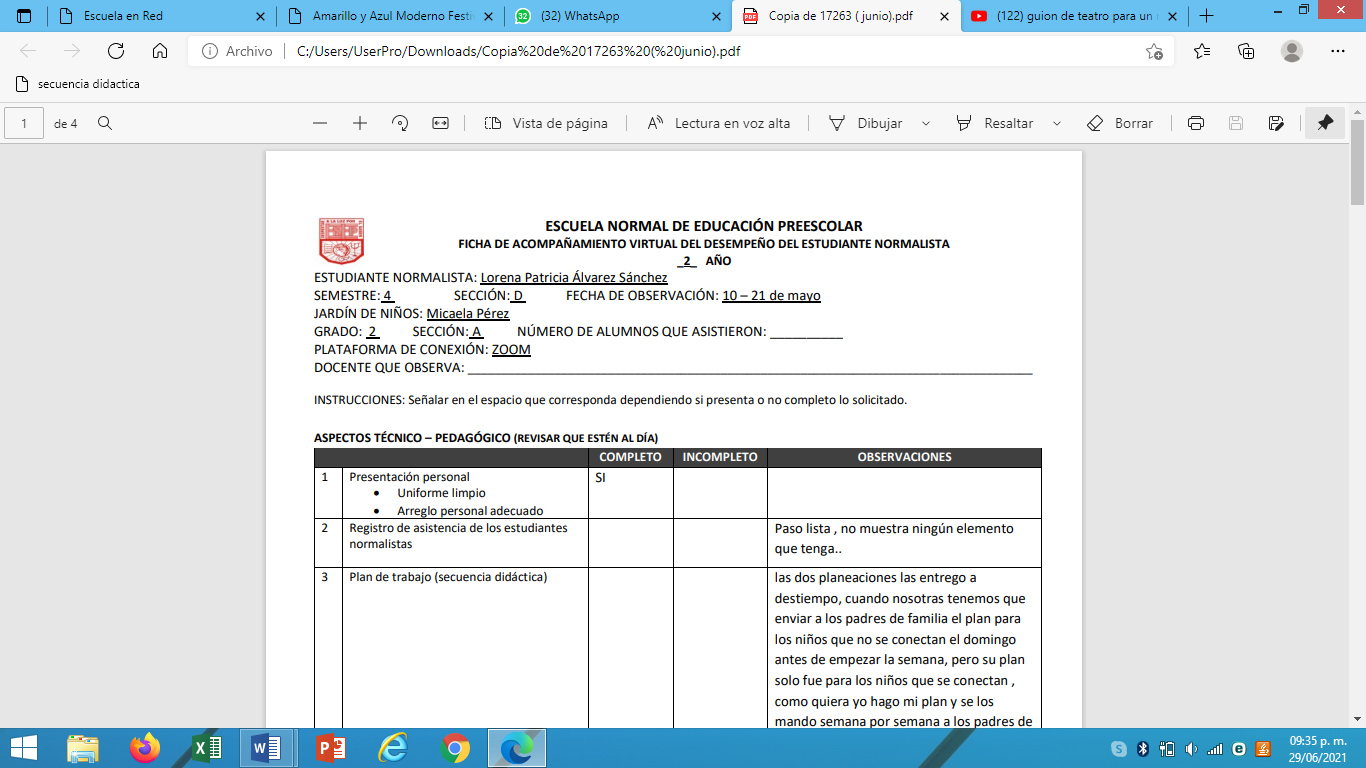 Escuela en Red
Amarillo y Azul Moderno Festi
(32) WhatsApp
Copia de 17263 ( junio).pdf
(122) guion de teatro para un
Archivo
C:/Users/UserPro/Downloads/Copia%20de%2017263%20(%20junio).pdf
secuencia didactica
1 de 4
Vista de página
Lectura en voz alta
Dibujar
Resaltar
Borrar
ESCUELA NORMAL DE EDUCACIÓN PREESCOLAR
FICHA DE ACOMPAÑAMIENTO VIRTUAL DEL DESEMPEÑO DEL ESTUDIANTE NORMALISTA
_2_ AÑO
ESTUDIANTE NORMALISTA: Lorena Patricia Álvarez Sánchez
SEMESTRE: 4 SECCIÓN: D FECHA DE OBSERVACIÓN: 10 – 21 de mayo
JARDÍN DE NIÑOS: Micaela Pérez
GRADO: 2 SECCIÓN: A NÚMERO DE ALUMNOS QUE ASISTIERON: __________
PLATAFORMA DE CONEXIÓN: ZOOM
DOCENTE QUE OBSERVA: ______________________________
INSTRUCCIONES: Señalar en el espacio que corresponda dependiendo si presenta o no completo lo solicitado.
ASPECTOS TÉCNICO – PEDAGÓGICO (REVISAR QUE ESTÉN AL DÍA)
COMPLETO INCOMPLETO OBSERVACIONES
1 Presentación personal SI
• Uniforme limpio
• Arreglo personal adecuado
2 Registro de asistencia de los estudiantes
normalistas
Paso lista , no muestra ningún elemento
que tenga..
3 Plan de trabajo (secuencia didáctica)
las dos planeaciones las entrego a
destiempo, cuando nosotras tenemos que
enviar a los padres de familia el plan para
los niños que no se conectan el domingo
antes de empezar la semana, pero su plan
solo fue para los niños que se conectan ,
como quiera yo hago mi plan y se los
mando semana por semana a los padres de
09:35 p. m.
29/06/2021